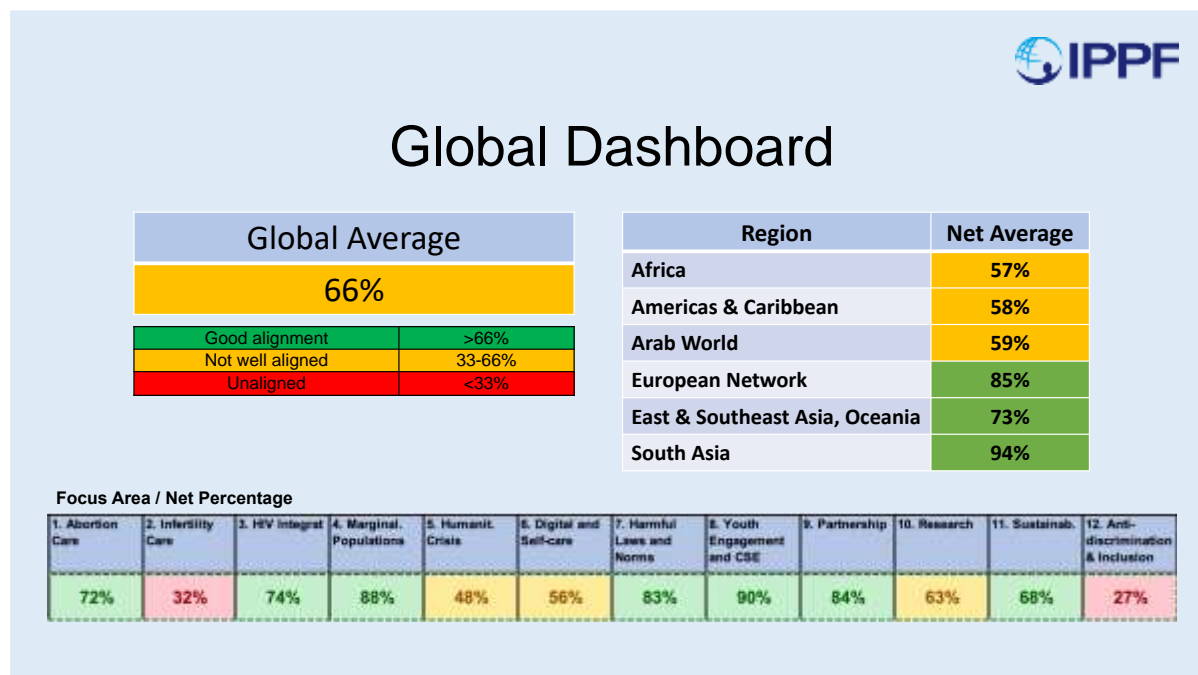 IPPF
Global Dashboard
Global Average
66%
Good alignment >66%
Not well aligned 33-66%
Unaligned <33%
Region Net Average
Africa 57%
Americas & Caribbean 58%
Arab World 59%
European Network 85%
East & Southeast Asia, Oceania 73%
South Asia 94%
Focus Area / Net Percentage
1. Abortion Care
2. Infertility Care
3. HIV Integrat
4. Marginal. Populations
5. Humanit. Crisis
6. Digital and Self-care
7. Harmful Laws and Norms
8. Youth Engagement and CSE
9. Partnership
10. Research
11. Sustainab.
12. Anti-discrimination & Inclusion
72% 32% 74% 88% 48% 56% 83% 90% 84% 63% 68% 27%